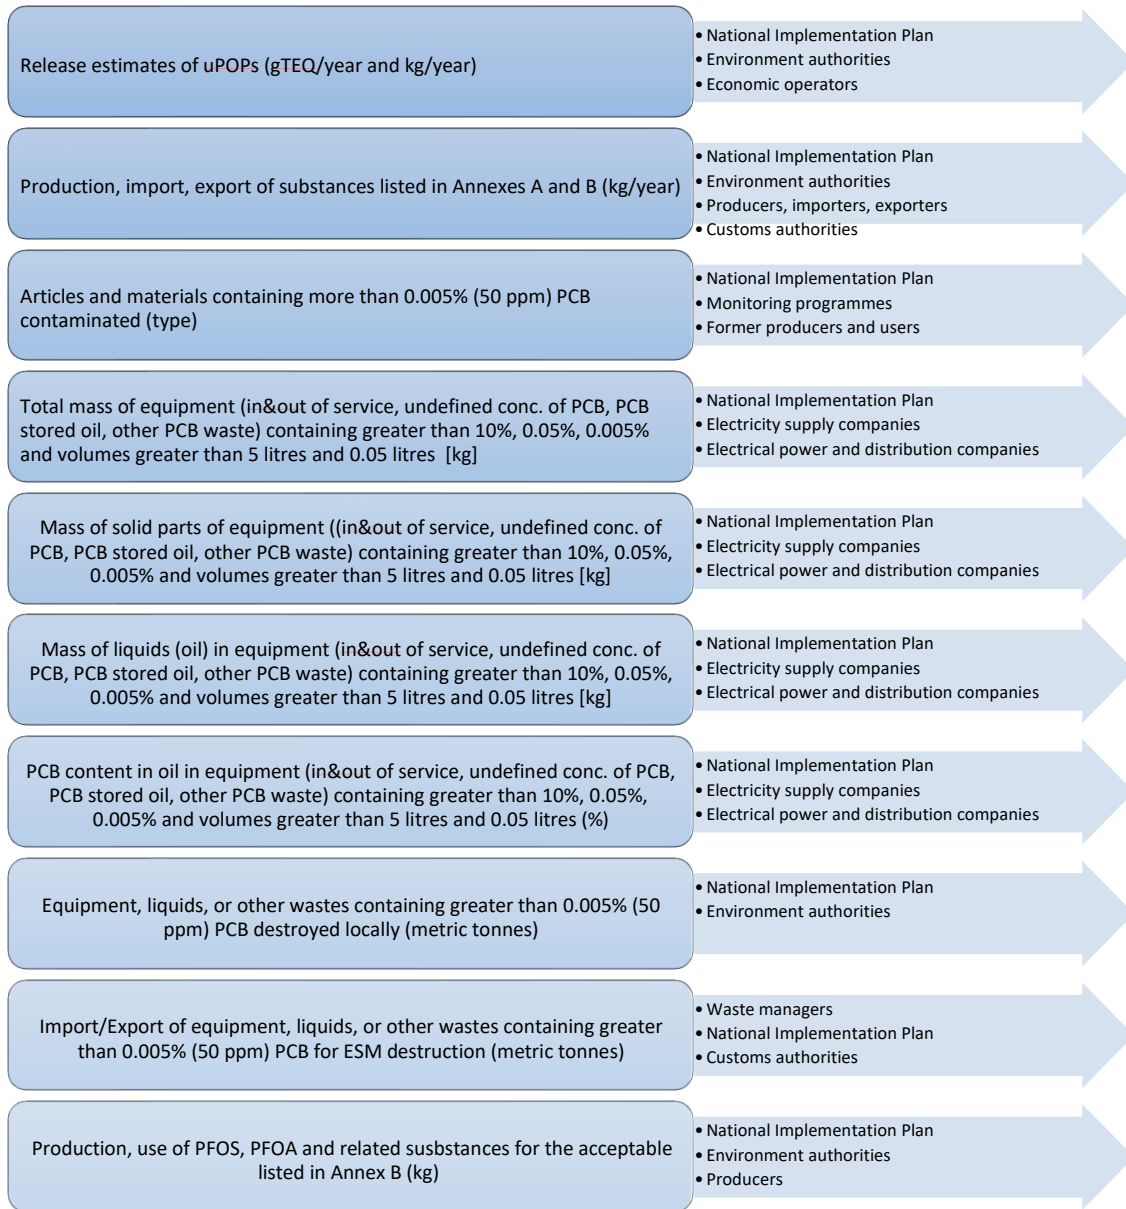 Release estimates of uPOPs (gTEQ/year and kg/year)
• National Implementation Plan
• Environment authorities
• Economic operators
Production, import, export of substances listed in Annexes A and B (kg/year)
• National Implementation Plan
• Environment authorities
• Producers, importers, exporters
• Customs authorities
Articles and materials containing more than 0.005% (50 ppm) PCB
contaminated (type)
• National Implementation Plan
• Monitoring programmes
• Former producers and users
Total mass of equipment (in&out of service, undefined conc. of PCB, PCB
stored oil, other PCB waste) containing greater than 10%, 0.05%, 0.005%
and volumes greater than 5 litres and 0.05 litres [kg]
• National Implementation Plan
• Electricity supply companies
• Electrical power and distribution companies
Mass of solid parts of equipment ((in&out of service, undefined conc. of
PCB, PCB stored oil, other PCB waste) containing greater than 10%, 0.05%,
0.005% and volumes greater than 5 litres and 0.05 litres [kg]
• National Implementation Plan
• Electricity supply companies
• Electrical power and distribution companies
Mass of liquids (oil) in equipment (in&out of service, undefined conc. of
PCB, PCB stored oil, other PCB waste) containing greater than 10%, 0.05%,
0.005% and volumes greater than 5 litres and 0.05 litres [kg]
• National Implementation Plan
• Electricity supply companies
• Electrical power and distribution companies
PCB content in oil in equipment (in&out of service, undefined conc. of PCB,
PCB stored oil, other PCB waste) containing greater than 10%, 0.05%,
0.005% and volumes greater than 5 litres and 0.05 litres (%)
• National Implementation Plan
• Electricity supply companies
• Electrical power and distribution companies
Equipment, liquids, or other wastes containing greater than 0.005% (50
ppm) PCB destroyed locally (metric tonnes)
• National Implementation Plan
• Environment authorities
Import/Export of equipment, liquids, or other wastes containing greater
than 0.005% (50 ppm) PCB for ESM destruction (metric tonnes)
• Waste managers
• National Implementation Plan
• Customs authorities
Production, use of PFOS, PFOA and related susbstances for the acceptable
listed in Annex B (kg)
• National Implementation Plan
• Environment authorities
• Producers